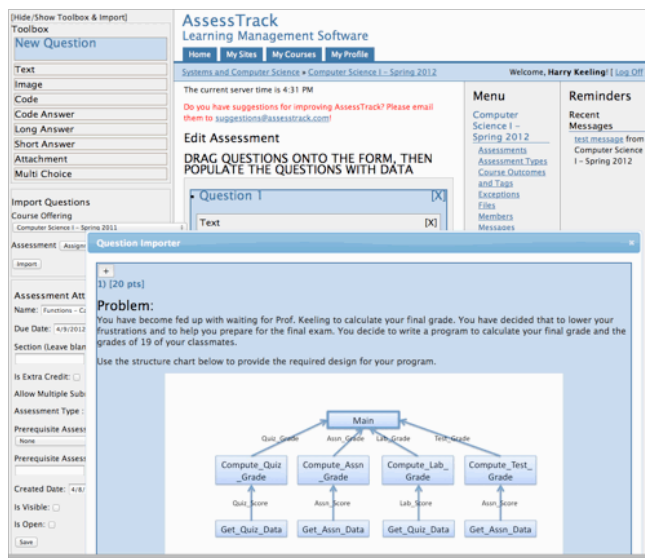 [Hide/Show Toolbox & Import]
Toolbox
New Question
Text
Image
Code
Code Answer
Long Answer
Short Answer
Attachment
Multi Choice
Import Questions
Course Offering
Computer Science I – Spring 2011
Assessment
Import
Assessment Att
Name: Functions – C
Due Date: 4/9/2012
Section (Leave blan
Is Extra Credit:
Allow Multiple Sub
Assessment Type :
Prerequisite Assess
None
Prerequisite Assess
Created Date: 4/8/
Is Visible:
Is Open:
Save
AssessTrack
Learning Management Software
Home My Sites My Courses My Profile
Systems and Computer Science » Computer Science I – Spring 2012
Welcome, Harry Keeling! [ Log Off
The current server time is 4:31 PM
Do you have suggestions for improving AssessTrack? Please email
them to suggestions@assesstrack.com!
Edit Assessment
DRAG QUESTIONS ONTO THE FORM, THEN
POPULATE THE QUESTIONS WITH DATA
Question 1 [X]
Text [X]
Menu
Computer
Science I –
Spring 2012
Assessments
Assessment Types
Course Outcomes
and Tags
Exceptions
Files
Members
Messages
Reminders
Recent
Messages
test message from
Computer Science
I – Spring 2012
Question Importer ×
+
1) [20 pts]
Problem:
You have become fed up with waiting for Prof. Keeling to calculate your final grade. You have decided that to lower your
frustrations and to help you prepare for the final exam. You decide to write a program to calculate your final grade and the
grades of 19 of your classmates.
Use the structure chart below to provide the required design for your program.
Main
Quiz_Grade Assn_Grade Lab_Grade Test_Grade
Compute_Quiz
_Grade
Compute_Assn
_Grade
Compute_Lab_
Grade
Compute_Test_
Grade
Quiz_Score Assn_Score Lab_Score Assn_Score
Get_Quiz_Data Get_Assn_Data Get_Quiz_Data Get_Assn_Data